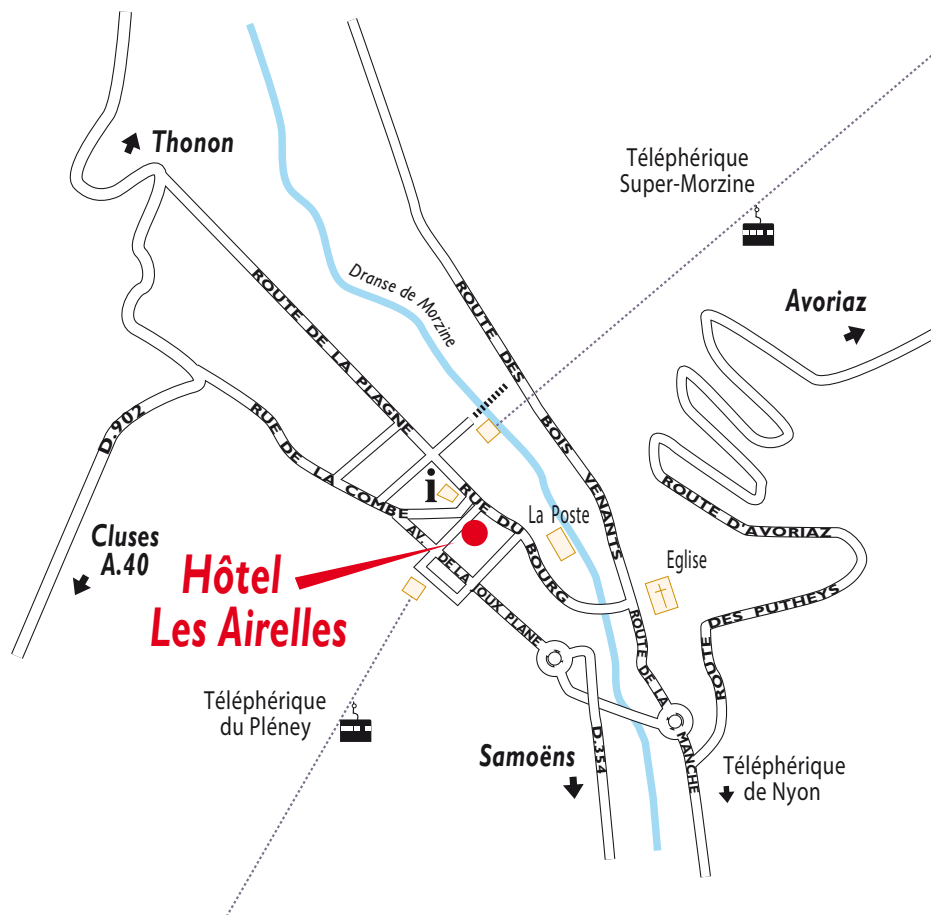 Thonon
Téléphérique
Super-Morzine
Dranse de Morzine
Avoriaz
ROUTE DE LA PLAGNE
ROUTE DES BOIS VENANTS
D.902
RUE DE LA COMBE
i
RUE DU BOURG
La Poste
ROUTE D'AVORIAZ
Cluses
A.40
AV. DE LA JOUX PLANE
Eglise
Hôtel
Les Airelles
ROUTE DES PUTHEYS
ROUTE DE LA MANCHE
Téléphérique
du Pléney
Samoëns
D.354
Téléphérique
de Nyon